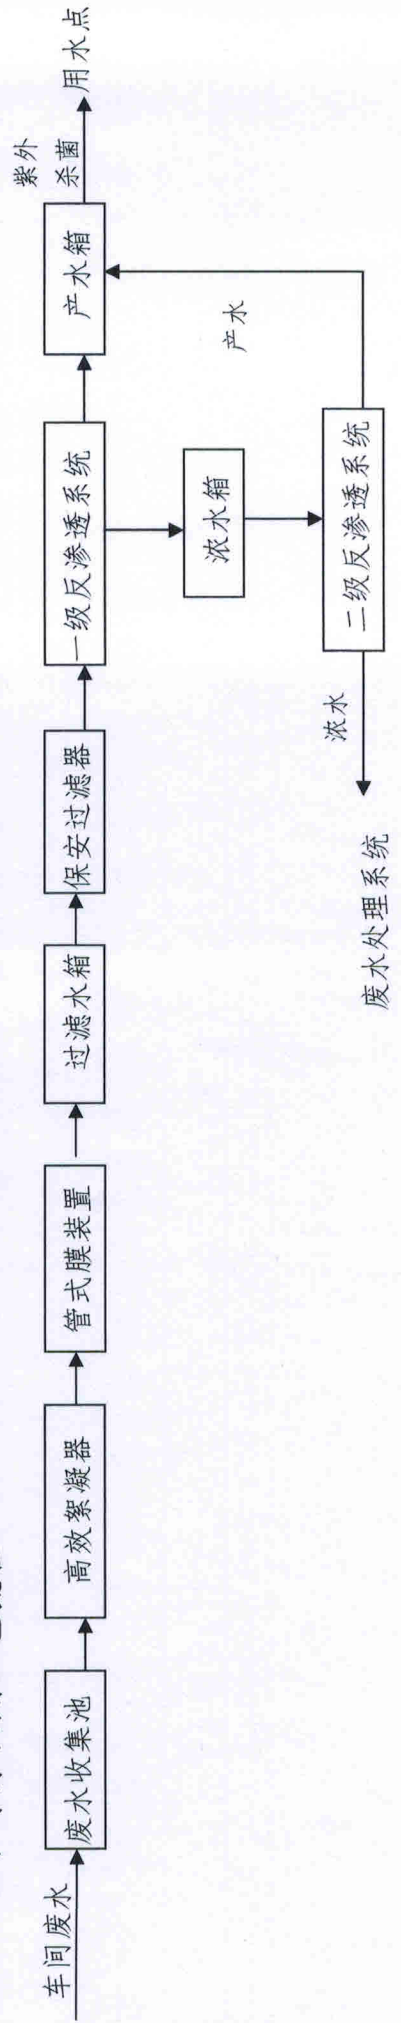 车间废水
废水收集池
高效絮凝器
管式膜装置
过滤水箱
保安过滤器
一级反渗透系统
产水箱
紫外
杀菌
用水点
浓水箱
产水
二级反渗透系统
浓水
废水处理系统